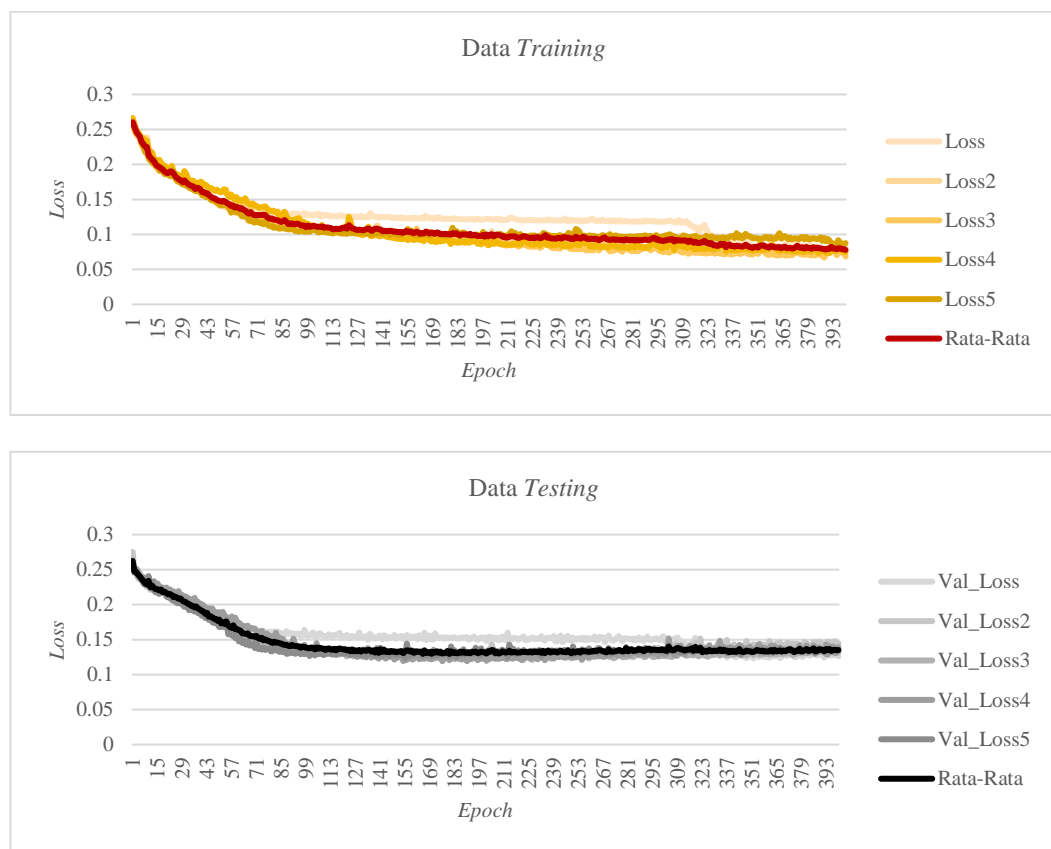 Data Training
0.3
0.25
0.2
0.15
0.1
0.05
0
Loss
1 15 29 43 57 71 85 99 113 127 141 155 169 183 197 211 225 239 253 267 281 295 309 323 337 351 365 379 393
Epoch
Loss
Loss2
Loss3
Loss4
Loss5
Rata-Rata
Data Testing
0.3
0.25
0.2
0.15
0.1
0.05
0
Loss
1 15 29 43 57 71 85 99 113 127 141 155 169 183 197 211 225 239 253 267 281 295 309 323 337 351 365 379 393
Epoch
Val_Loss
Val_Loss2
Val_Loss3
Val_Loss4
Val_Loss5
Rata-Rata